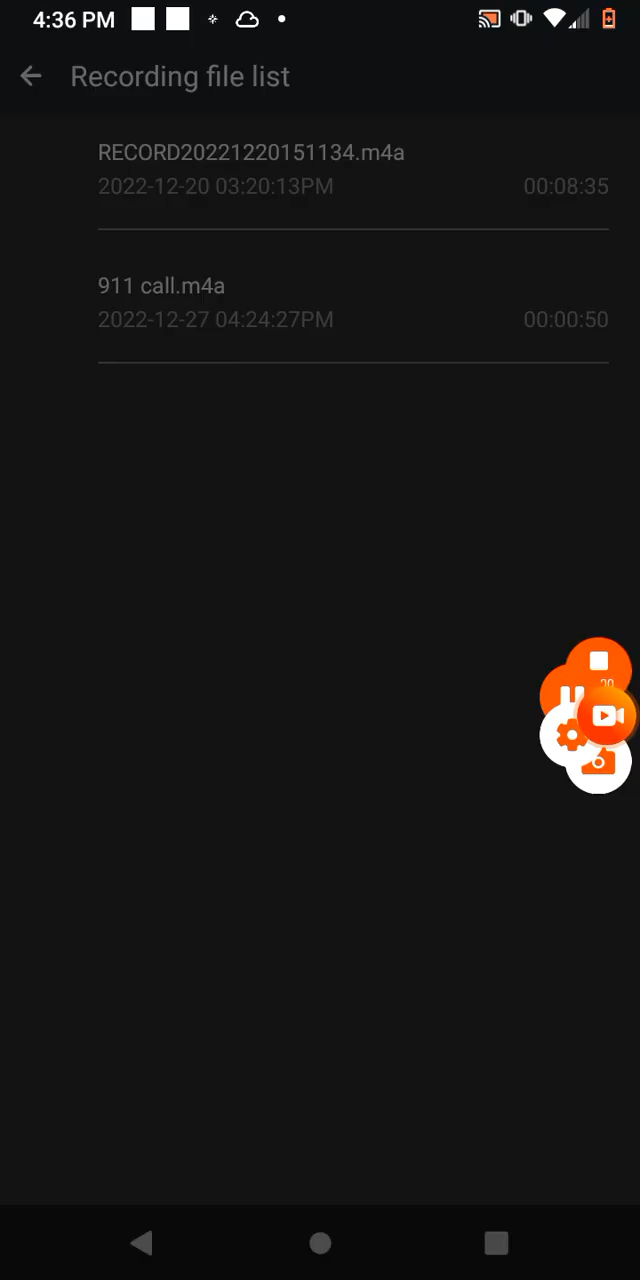 4:36 PM
Recording file list
RECORD20221220151134.m4a
2022-12-20 03:20:13PM 00:08:35
911 call.m4a
2022-12-27 04:24:27PM 00:00:50